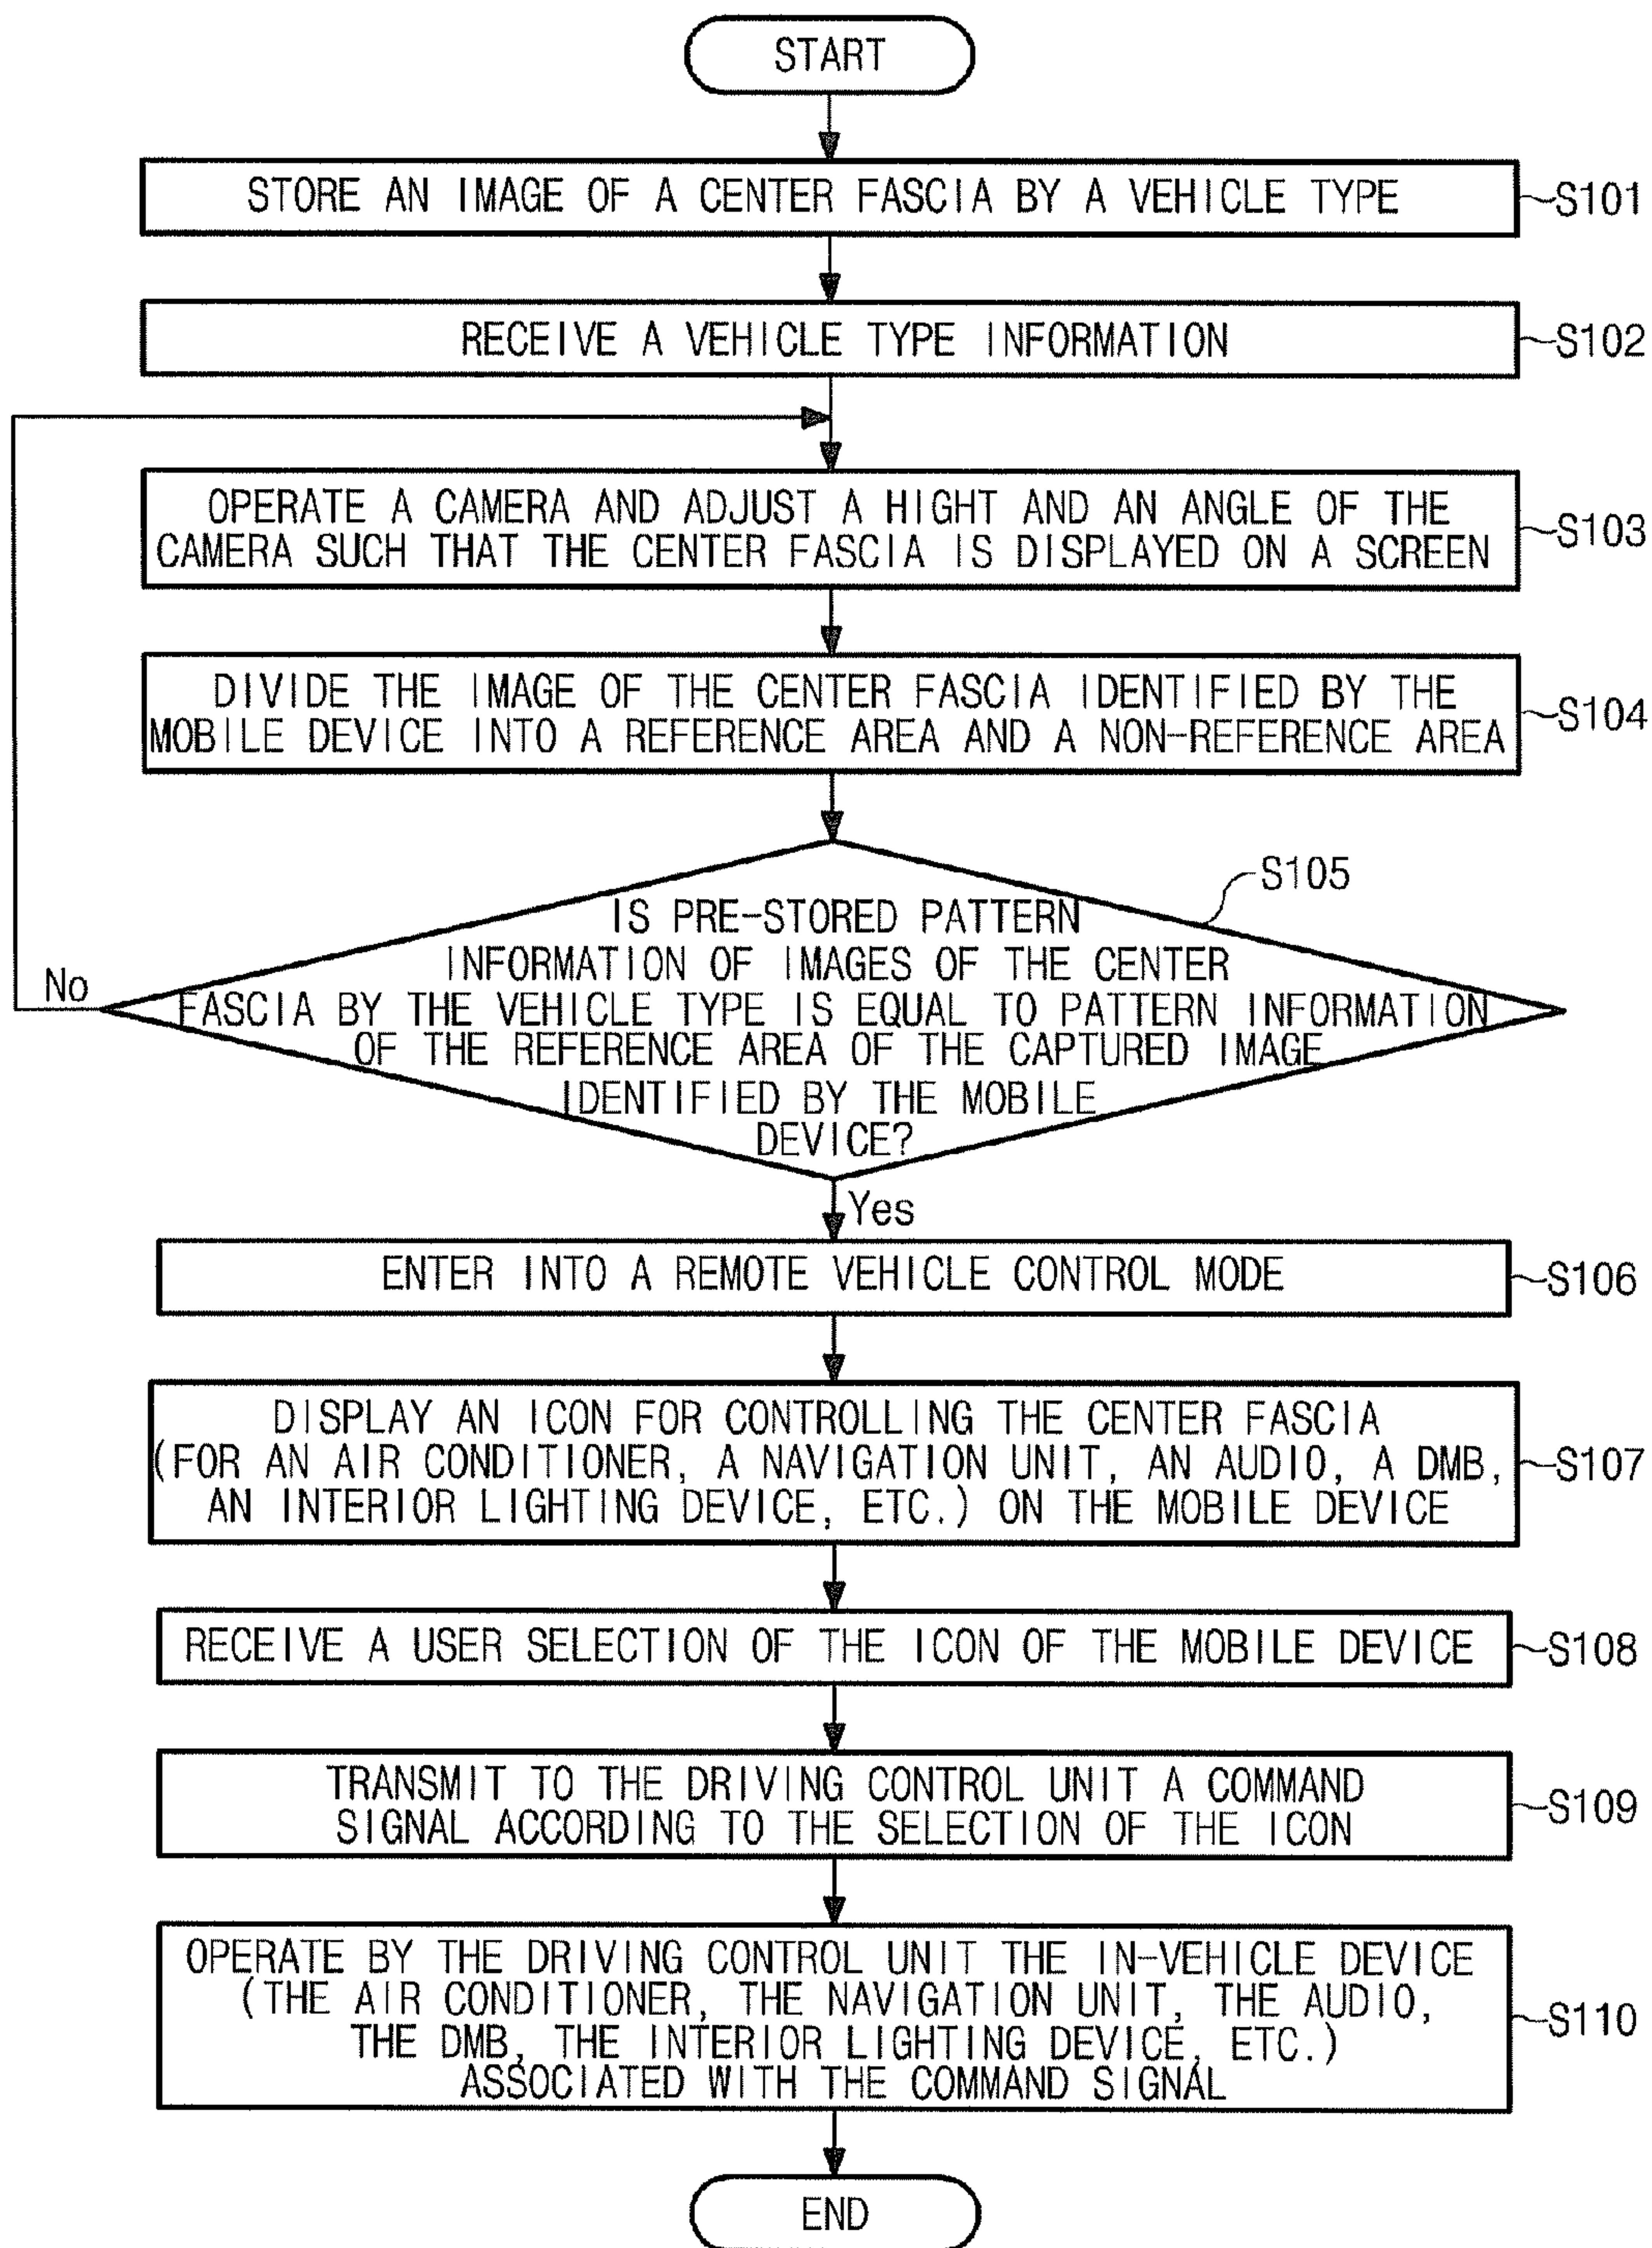 START
STORE AN IMAGE OF A CENTER FASCIA BY A VEHICLE TYPE
S101
RECEIVE A VEHICLE TYPE INFORMATION
S102
OPERATE A CAMERA AND ADJUST A HIGHT AND AN ANGLE OF THE
CAMERA SUCH THAT THE CENTER FASCIA IS DISPLAYED ON A SCREEN
S103
DIVIDE THE IMAGE OF THE CENTER FASCIA IDENTIFIED BY THE
MOBILE DEVICE INTO A REFERENCE AREA AND A NON-REFERENCE AREA
S104
S105
IS PRE-STORED PATTERN
INFORMATION OF IMAGES OF THE CENTER
FASCIA BY THE VEHICLE TYPE IS EQUAL TO PATTERN INFORMATION
OF THE REFERENCE AREA OF THE CAPTURED IMAGE
IDENTIFIED BY THE MOBILE
DEVICE?
No
Yes
ENTER INTO A REMOTE VEHICLE CONTROL MODE
S106
DISPLAY AN ICON FOR CONTROLLING THE CENTER FASCIA
(FOR AN AIR CONDITIONER, A NAVIGATION UNIT, AN AUDIO, A DMB,
AN INTERIOR LIGHTING DEVICE, ETC.) ON THE MOBILE DEVICE
S107
RECEIVE A USER SELECTION OF THE ICON OF THE MOBILE DEVICE
S108
TRANSMIT TO THE DRIVING CONTROL UNIT A COMMAND
SIGNAL ACCORDING TO THE SELECTION OF THE ICON
S109
OPERATE BY THE DRIVING CONTROL UNIT THE IN-VEHICLE DEVICE
(THE AIR CONDITIONER, THE NAVIGATION UNIT, THE AUDIO,
THE DMB, THE INTERIOR LIGHTING DEVICE, ETC.)
ASSOCIATED WITH THE COMMAND SIGNAL
S110
END